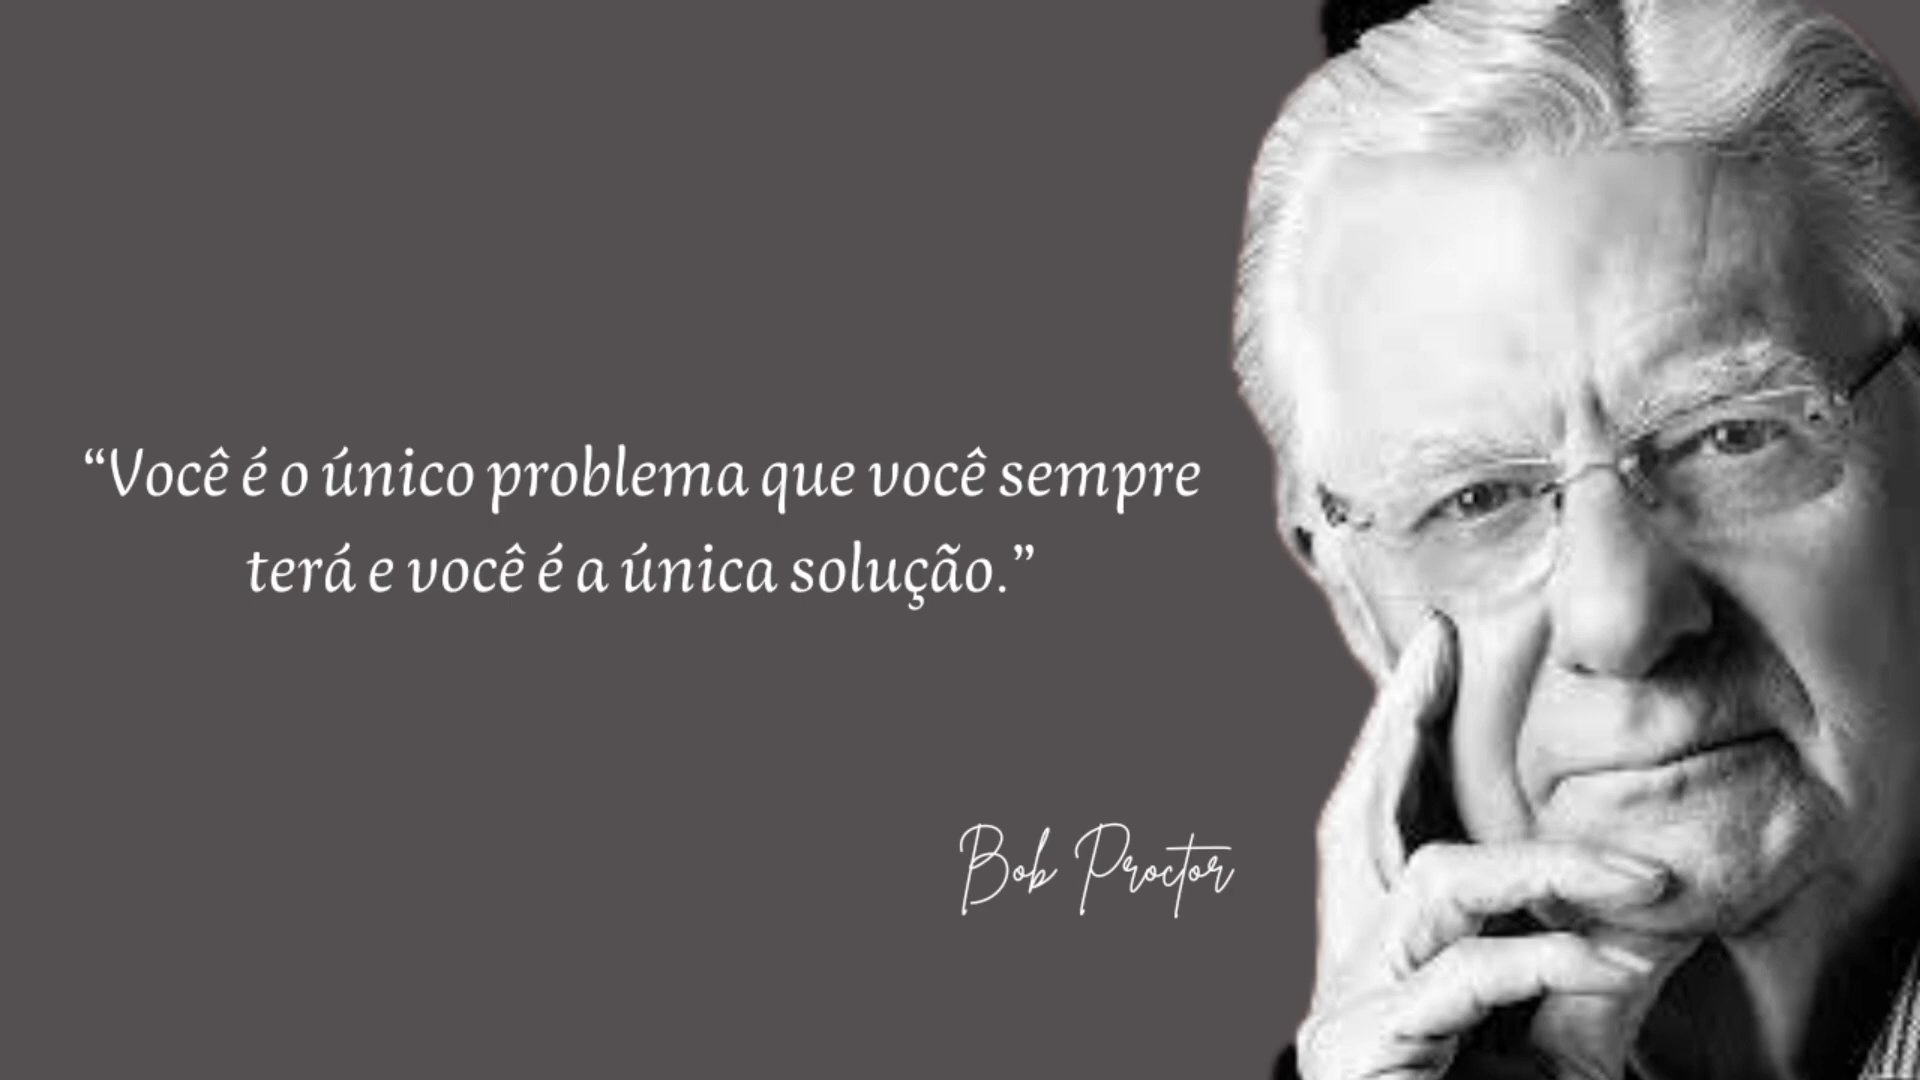 “Você é o único problema que você sempre
terá e você é a única solução.”
Bob Proctor